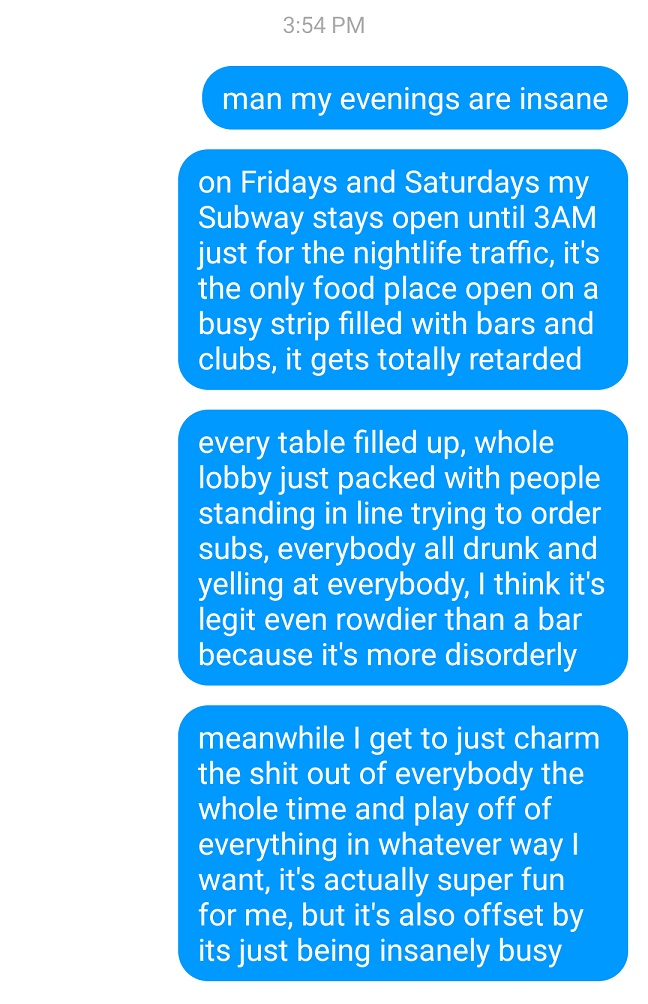 3:54 PM
man my evenings are insane
on Fridays and Saturdays my
Subway stays open until 3AM
just for the nightlife traffic, it's
the only food place open on a
busy strip filled with bars and
clubs, it gets totally retarded
every table filled up, whole
lobby just packed with people
standing in line trying to order
subs, everybody all drunk and
yelling at everybody, I think it's
legit even rowdier than a bar
because it's more disorderly
meanwhile I get to just charm
the shit out of everybody the
whole time and play off of
everything in whatever way I
want, it's actually super fun
for me, but it's also offset by
its just being insanely busy